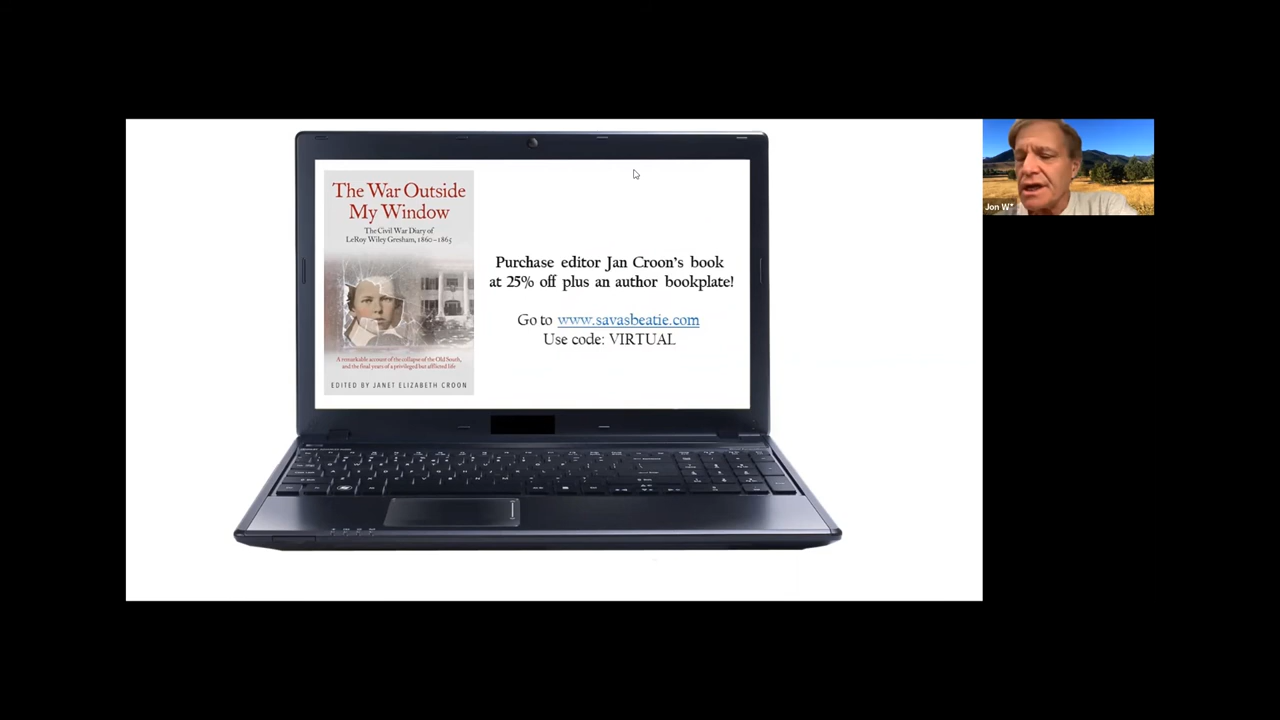 The War Outside
My Window
The Civil War Diary of
LeRoy Wiley Gresham, 1860–1865
A remarkable account of the collapse of the Old South,
and the final years of a privileged but afflicted life
EDITED BY JANET ELIZABETH CROON
Purchase editor Jan Croon's book
at 25% off plus an author bookplate!
Go to www.savasbeatie.com
Use code: VIRTUAL
Jon W*